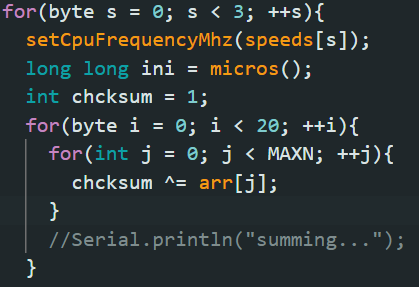 for(byte s = 0; s < 3; ++s){
setCpuFrequencyMhz(speeds[s]);
long long ini = micros();
int chcksum = 1;
for(byte i = 0; i < 20; ++i){
for(int j = 0; j < MAXN; ++j){
chcksum ^= arr[j];
}
//Serial.println("summing...");
}